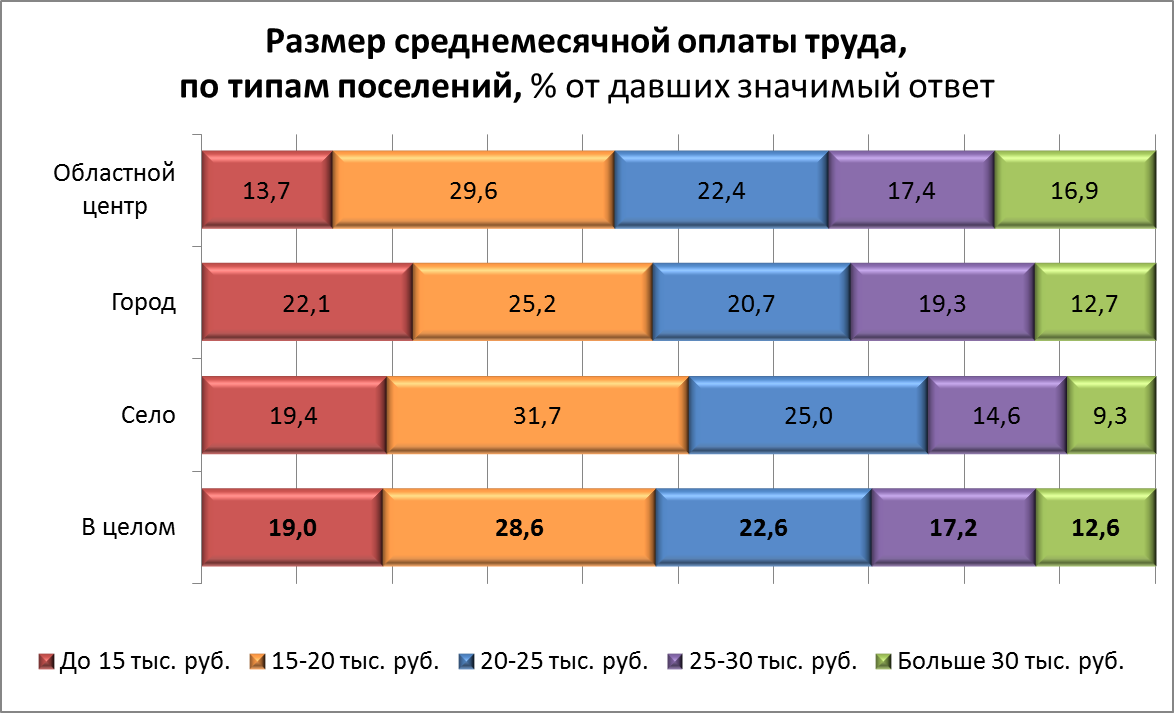 Размер среднемесячной оплаты труда,
по типам поселений, % от давших значимый ответ
Областной
центр
13,7 29,6 22,4 17,4 16,9
Город 22,1 25,2 20,7 19,3 12,7
Село 19,4 31,7 25,0 14,6 9,3
В целом 19,0 28,6 22,6 17,2 12,6
До 15 тыс. руб. 15-20 тыс. руб. 20-25 тыс. руб. 25-30 тыс. руб. Больше 30 тыс. руб.